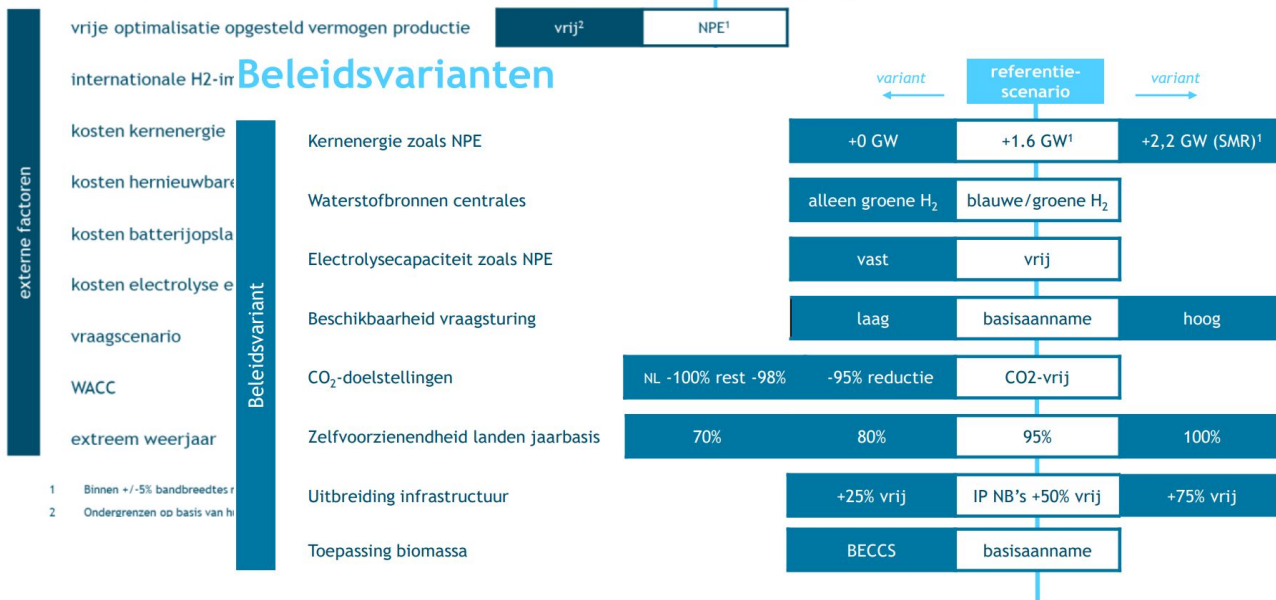 vrije optimalisatie opgesteld vermogen productie vrij² NPE¹
internationale H2-im
Beleidsvarianten
variant referentie-scenario variant
externe factoren
kosten kernenergie
kosten hernieuwbare
kosten batterijopsla
kosten electrolyse e
vraagscenario
WACC
extreem weerjaar
1 Binnen +/-5% bandbreedtes
2 Ondergrenzen op basis van
Beleidsvariant
Kernenergie zoals NPE +0 GW +1.6 GW¹ +2,2 GW (SMR)¹
Waterstofbronnen centrales alleen groene H₂ blauwe/groene H₂
Electrolysecapaciteit zoals NPE vast vrij
Beschikbaarheid vraagsturing laag basisaanname hoog
CO₂-doelstellingen NL -100% rest -98% -95% reductie CO2-vrij
Zelfvoorzienendheid landen jaarbasis 70% 80% 95% 100%
Uitbreiding infrastructuur +25% vrij IP NB's +50% vrij +75% vrij
Toepassing biomassa BECCS basisaanname